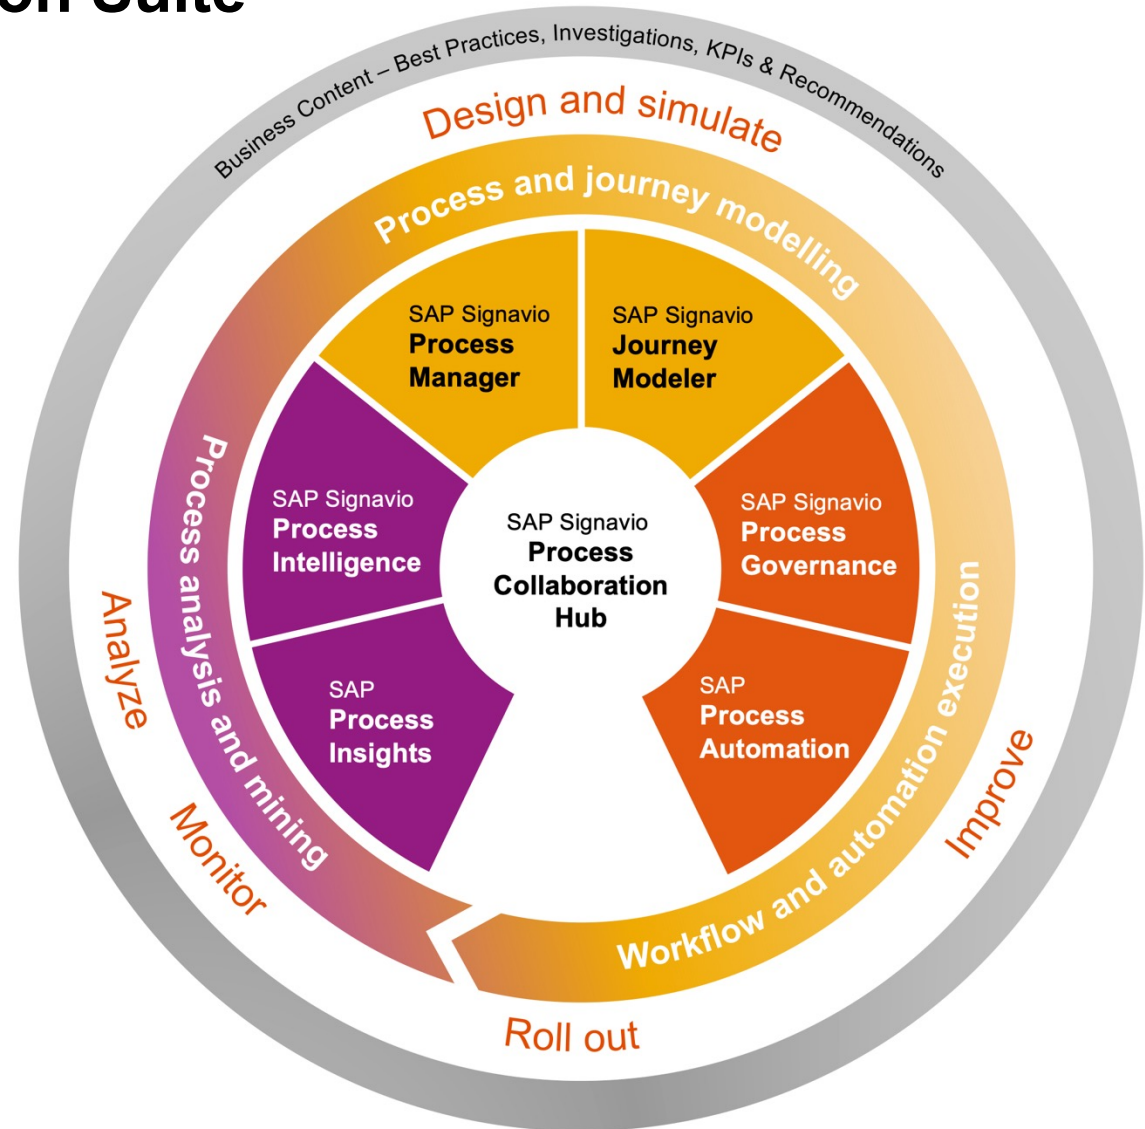 on Suite
Business Content – Best Practices, Investigations, KPIs & Recommendations
Design and simulate
Process and journey modelling
SAP Signavio
Process
Manager
SAP Signavio
Journey
Modeler
SAP Signavio
Process
Intelligence
SAP Signavio
Process
Collaboration
Hub
SAP Signavio
Process
Governance
SAP
Process
Insights
SAP
Process
Automation
Process analysis and mining
Workflow and automation execution
Analyze
Monitor
Improve
Roll out